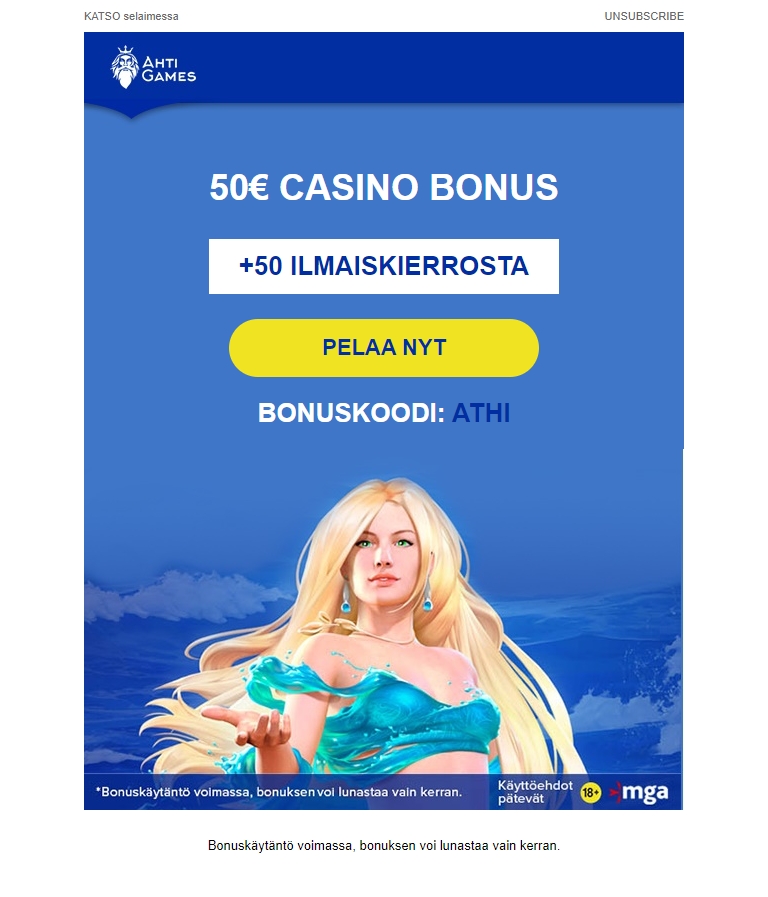 KATSO selaimessa
UNSUBSCRIBE
AHTI
GAMES
50€ CASINO BONUS
+50 ILMAISKIERROSTA
PELAA NYT
BONUSKOODI: ATHI
*Bonuskäytäntö voimassa, bonuksen voi lunastaa vain kerran.
Käyttöehdot
pätevät
18+
mga
Bonuskäytäntö voimassa, bonuksen voi lunastaa vain kerran.